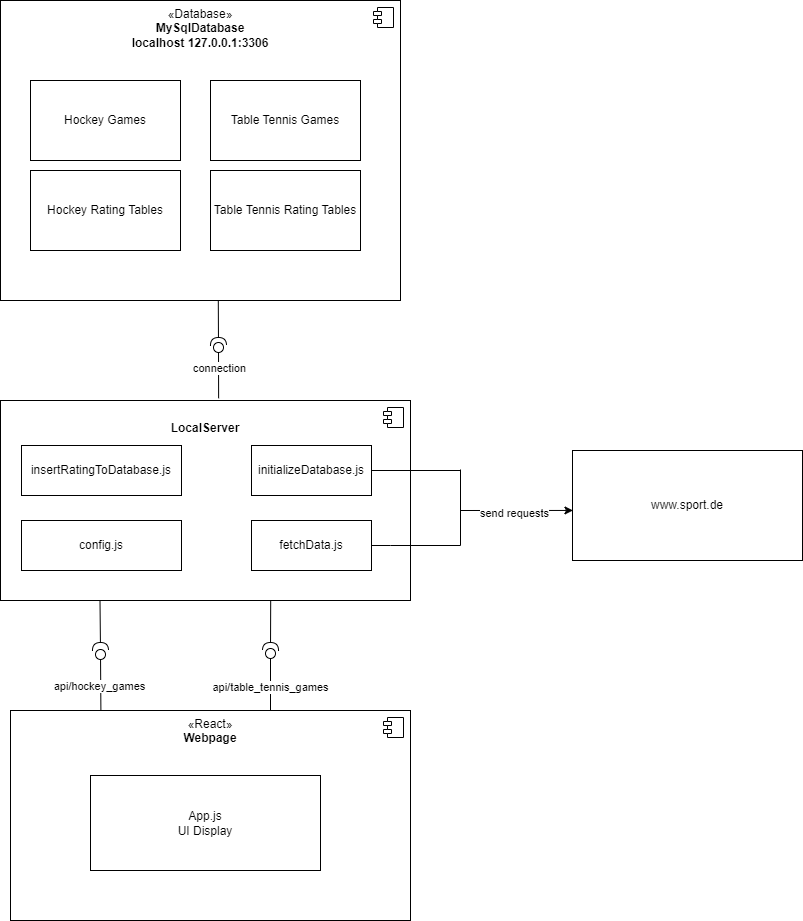 «Database»
MySqlDatabase
localhost 127.0.0.1:3306
Hockey Games
Table Tennis Games
Hockey Rating Tables
Table Tennis Rating Tables
connection
LocalServer
insertRatingToDatabase.js
initializeDatabase.js
config.js
fetchData.js
send requests
www.sport.de
api/hockey_games
api/table_tennis_games
«React»
Webpage
App.js
UI Display